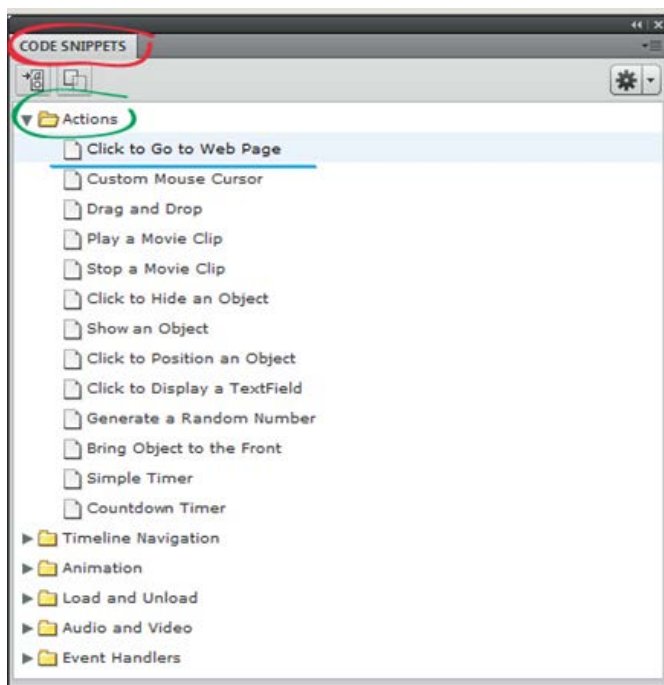 CODE SNIPPETS
Actions
Click to Go to Web Page
Custom Mouse Cursor
Drag and Drop
Play a Movie Clip
Stop a Movie Clip
Click to Hide an Object
Show an Object
Click to Position an Object
Click to Display a TextField
Generate a Random Number
Bring Object to the Front
Simple Timer
Countdown Timer
Timeline Navigation
Animation
Load and Unload
Audio and Video
Event Handlers